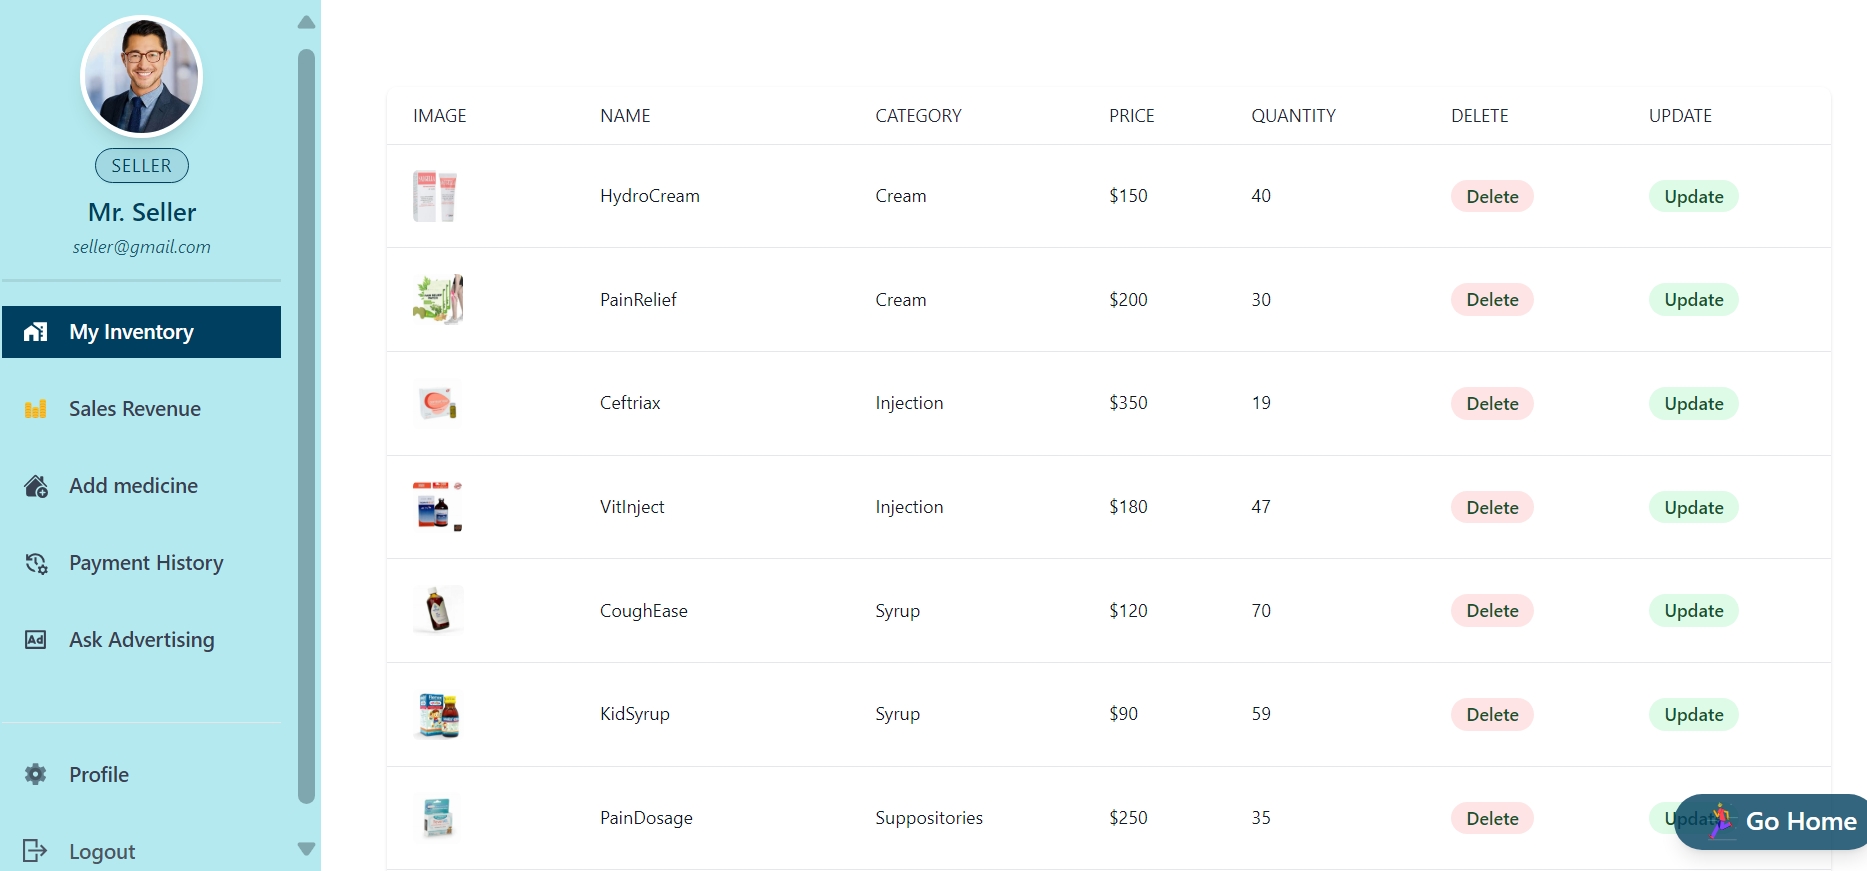 SELLER
Mr. Seller
seller@gmail.com
My Inventory
Sales Revenue
Add medicine
Payment History
Ad Ask Advertising
Profile
Logout
IMAGE NAME CATEGORY PRICE QUANTITY DELETE UPDATE
HydroCream Cream $150 40 Delete Update
PainRelief Cream $200 30 Delete Update
Ceftriax Injection $350 19 Delete Update
VitInject Injection $180 47 Delete Update
CoughEase Syrup $120 70 Delete Update
KidSyrup Syrup $90 59 Delete Update
PainDosage Suppositories $250 35 Delete Update
Go Home